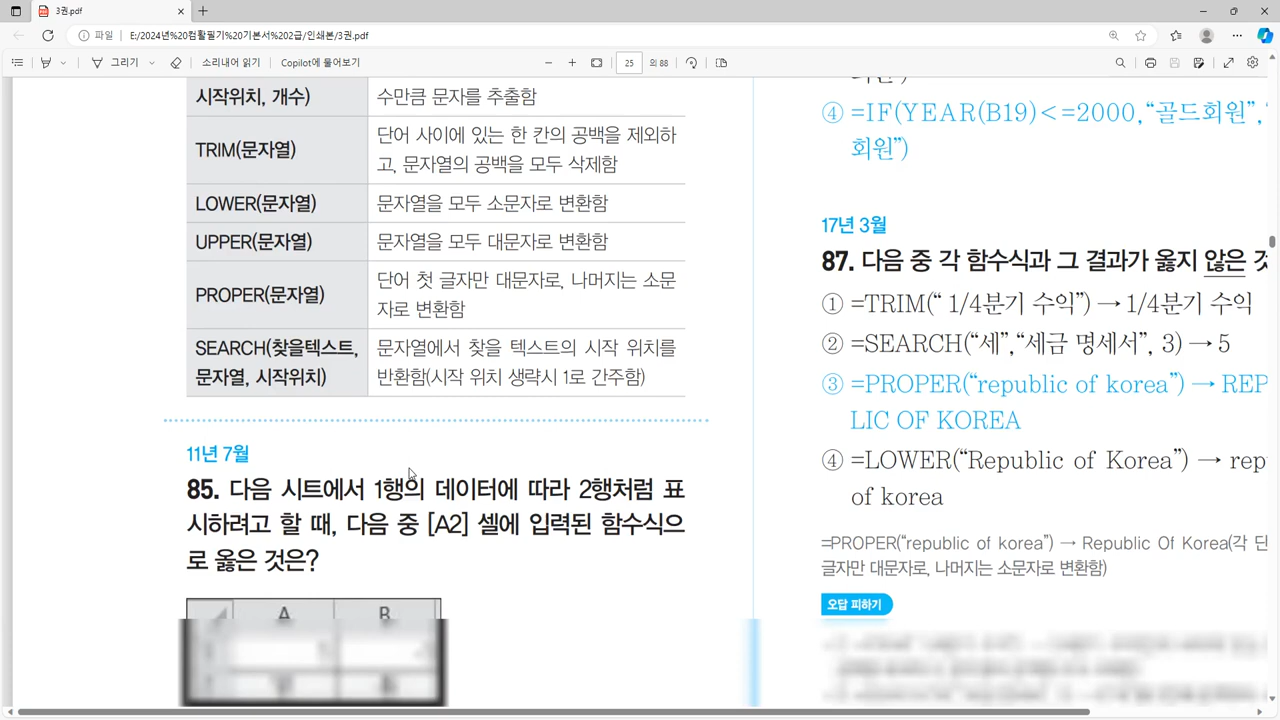 3권.pdf
파일
E:/2024년%20컴활필기%20기본서%202급/인쇄본/3권.pdf
그리기
소리내어 읽기
Copilot에 물어보기
25
의 88
시작위치, 개수)
수만큼 문자를 추출함
TRIM(문자열)
단어 사이에 있는 한 칸의 공백을 제외하
고, 문자열의 공백을 모두 삭제함
LOWER(문자열)
문자열을 모두 소문자로 변환함
UPPER(문자열)
문자열을 모두 대문자로 변환함
PROPER(문자열)
단어 첫 글자만 대문자로, 나머지는 소문
자로 변환함
SEARCH(찾을텍스트,
문자열, 시작위치)
문자열에서 찾을 텍스트의 시작 위치를
반환함(시작 위치 생략시 1로 간주함)
11년 7월
85. 다음 시트에서 1행의 데이터에 따라 2행처럼 표
시하려고 할 때, 다음 중 [A2] 셀에 입력된 함수식으
로 옳은 것은?
A B
④ =IF(YEAR(B19)<=2000,“골드회원”,
회원”)
17년 3월
87. 다음 중 각 함수식과 그 결과가 옳지 않은
① =TRIM(“ 1/4분기 수익”) → 1/4분기 수익
② =SEARCH(“세”,“세금 명세서”, 3) → 5
③ =PROPER(“republic of korea”) → REP
LIC OF KOREA
④ =LOWER(“Republic of Korea”) → rep
of korea
=PROPER(“republic of korea”) → Republic Of Korea(각 단
글자만 대문자로, 나머지는 소문자로 변환함)
오답 피하기